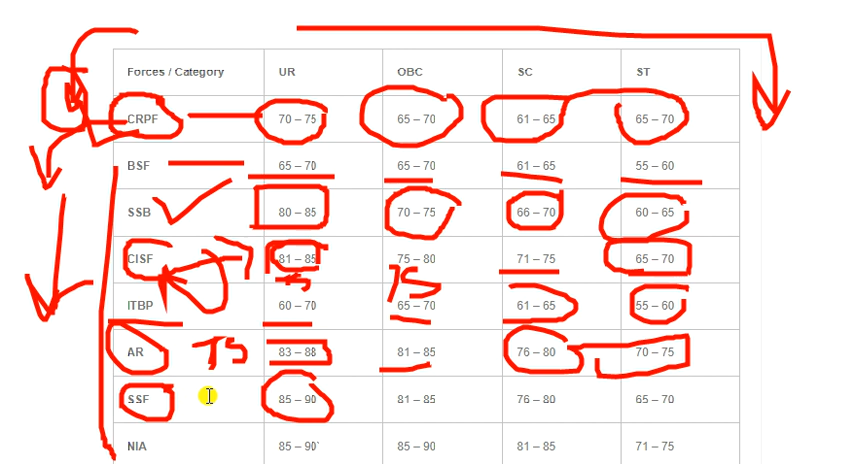 Forces / Category UR OBC SC ST
CRPF 70 – 75 65 – 70 61 – 65 65 – 70
BSF 65 – 70 65 – 70 61 – 65 55 – 60
SSB 80 – 85 70 – 75 66 – 70 60 – 65
CISF 81 – 85 75 – 80 71 – 75 65 – 70
75
ITBP 60 – 70 65 – 70 61 – 65 55 – 60
AR 75 83 – 88 81 – 85 76 – 80 70 – 75
SSF 85 – 90 81 – 85 76 – 80 65 – 70
NIA 85 – 90` 85 – 90 81 – 85 71 – 75